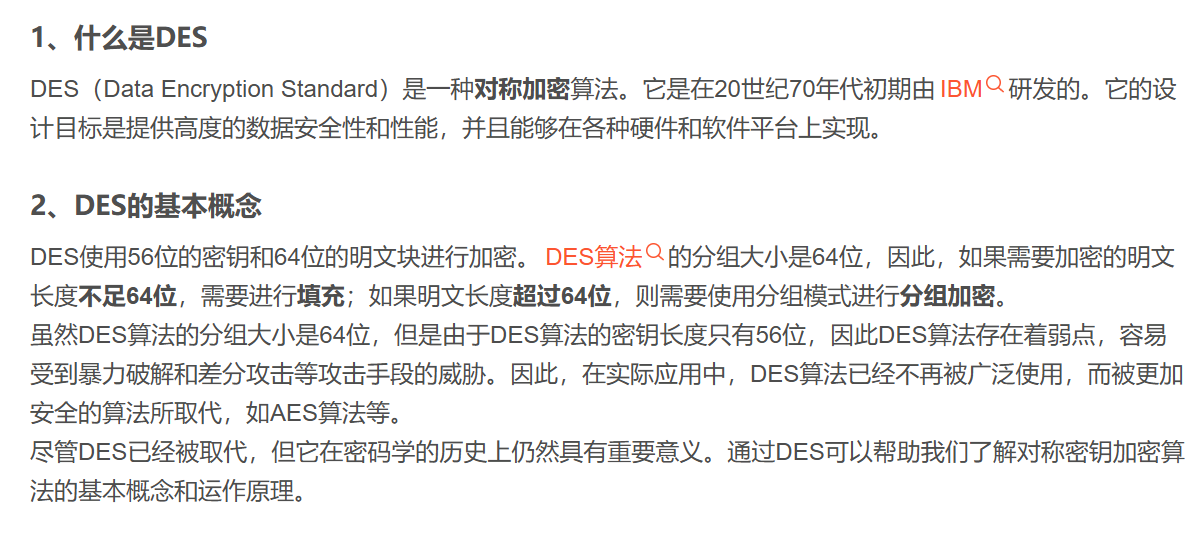 1、什么是DES
DES（Data Encryption Standard）是一种对称加密算法。它是在20世纪70年代初期由 IBM 研发的。它的设
计目标是提供高度的数据安全性和性能，并且能够在各种硬件和软件平台上实现。
2、DES的基本概念
DES使用56位的密钥和64位的明文块进行加密。 DES算法 的分组大小是64位，因此，如果需要加密的明文
长度不足64位，需要进行填充；如果明文长度超过64位，则需要使用分组模式进行分组加密。
虽然DES算法的分组大小是64位，但是由于DES算法的密钥长度只有56位，因此DES算法存在着弱点，容易
受到暴力破解和差分攻击等攻击手段的威胁。因此，在实际应用中，DES算法已经不再被广泛使用，而被更加
安全的算法所取代，如AES算法等。
尽管DES已经被取代，但它在密码学的历史上仍然具有重要意义。通过DES可以帮助我们了解对称密钥加密算
法的基本概念和运作原理。